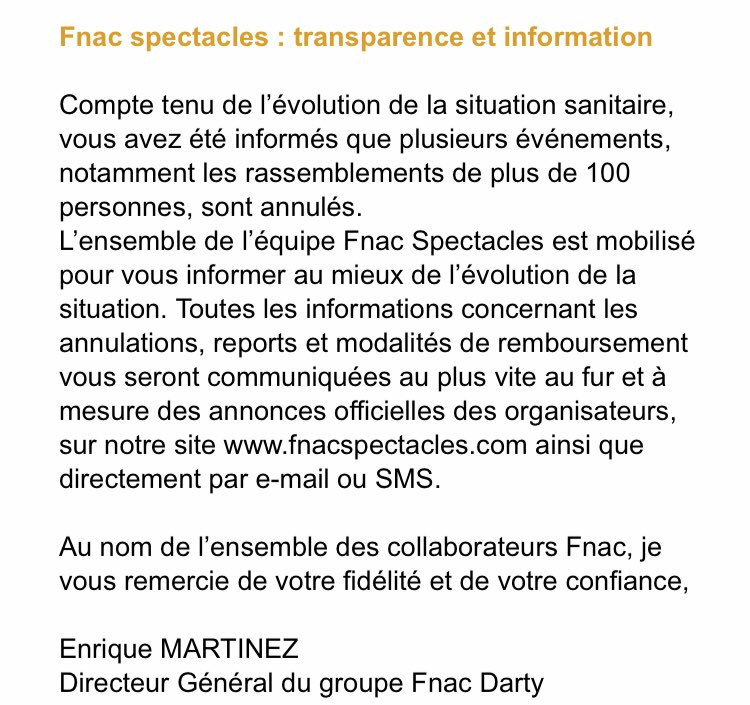 Fnac spectacles : transparence et information
Compte tenu de l’évolution de la situation sanitaire,
vous avez été informés que plusieurs événements,
notamment les rassemblements de plus de 100
personnes, sont annulés.
L’ensemble de l’équipe Fnac Spectacles est mobilisé
pour vous informer au mieux de l’évolution de la
situation. Toutes les informations concernant les
annulations, reports et modalités de remboursement
vous seront communiquées au plus vite au fur et à
mesure des annonces officielles des organisateurs,
sur notre site www.fnacspectacles.com ainsi que
directement par e-mail ou SMS.
Au nom de l’ensemble des collaborateurs Fnac, je
vous remercie de votre fidélité et de votre confiance,
Enrique MARTINEZ
Directeur Général du groupe Fnac Darty